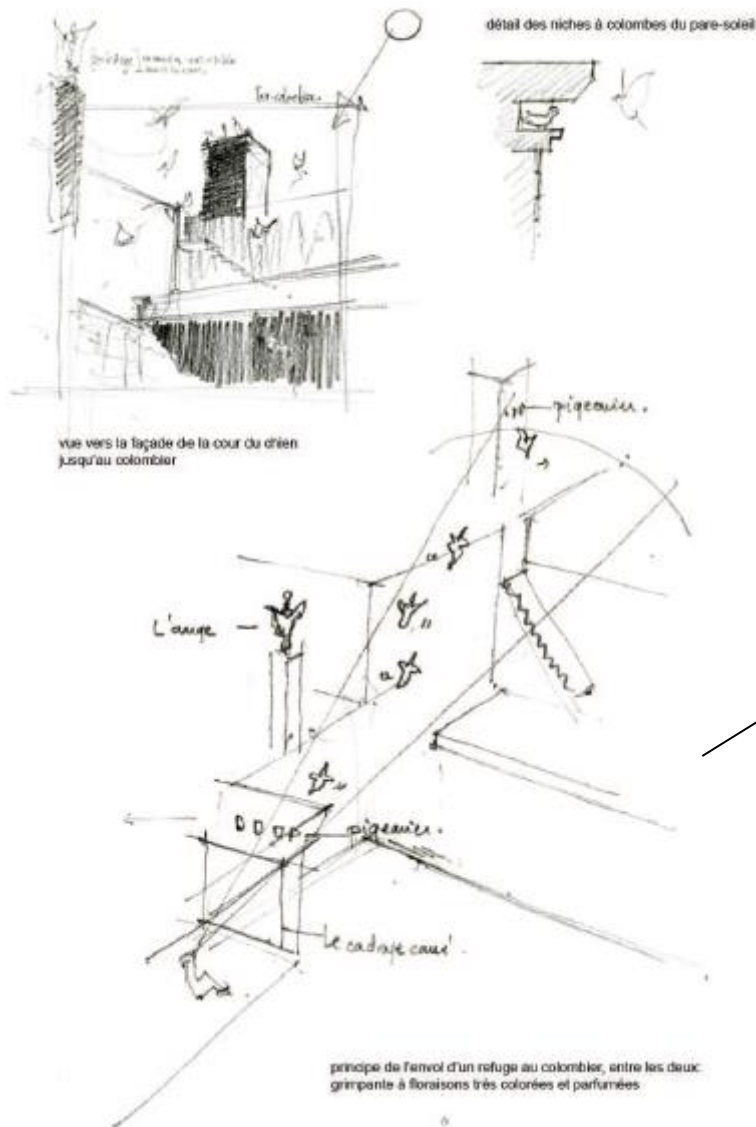 détail des niches à colombes du pare-soleil
vue vers la façade de la cour du chien
jusqu'au colombier
pigeonier.
L'ange
pigeonier.
Le cadrage carré.
principe de l'envol d'un refuge au colombier, entre les deux:
grimpante à floraisons très colorées et parfumées